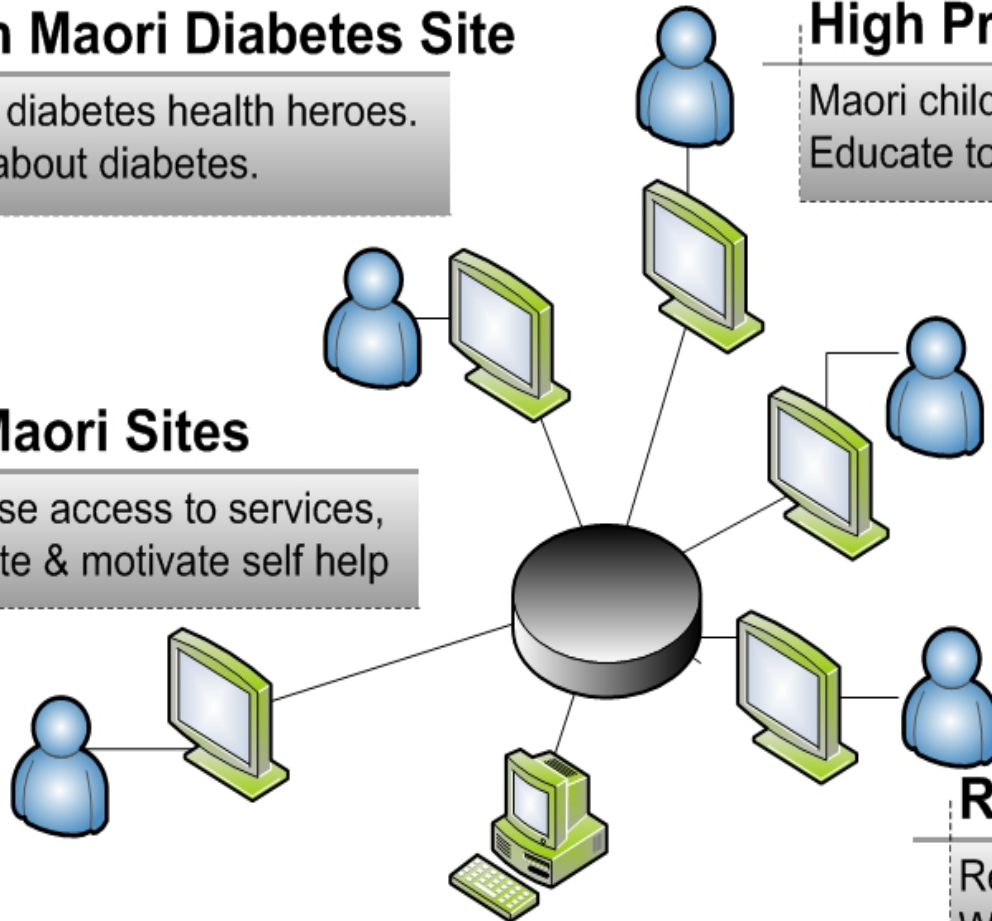 n Maori Diabetes Site
diabetes health heroes.
about diabetes.
High Pr
Maori child
Educate to
Maori Sites
se access to services,
te & motivate self help
R
Re